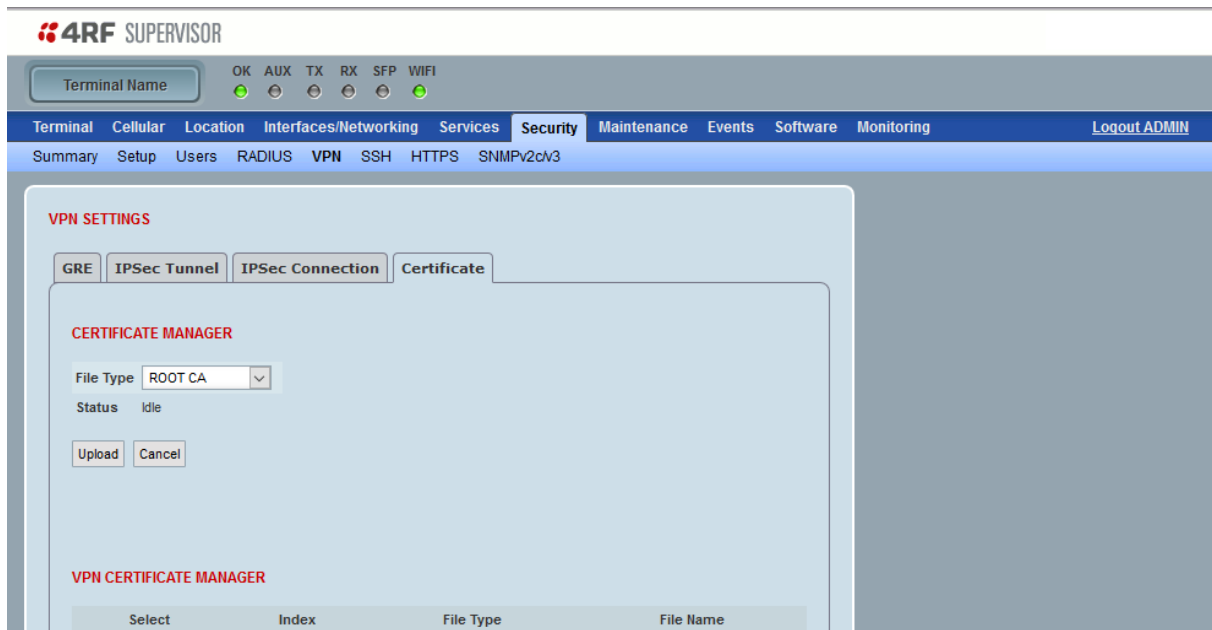 4RF SUPERVISOR
OK AUX TX RX SFP WIFI
Terminal Name
Terminal Cellular Location Interfaces/Networking Services Security Maintenance Events Software Monitoring Logout ADMIN
Summary Setup Users RADIUS VPN SSH HTTPS SNMPv2c/v3
VPN SETTINGS
GRE IPSec Tunnel IPSec Connection Certificate
CERTIFICATE MANAGER
File Type ROOT CA
Status Idle
Upload Cancel
VPN CERTIFICATE MANAGER
Select Index File Type File Name